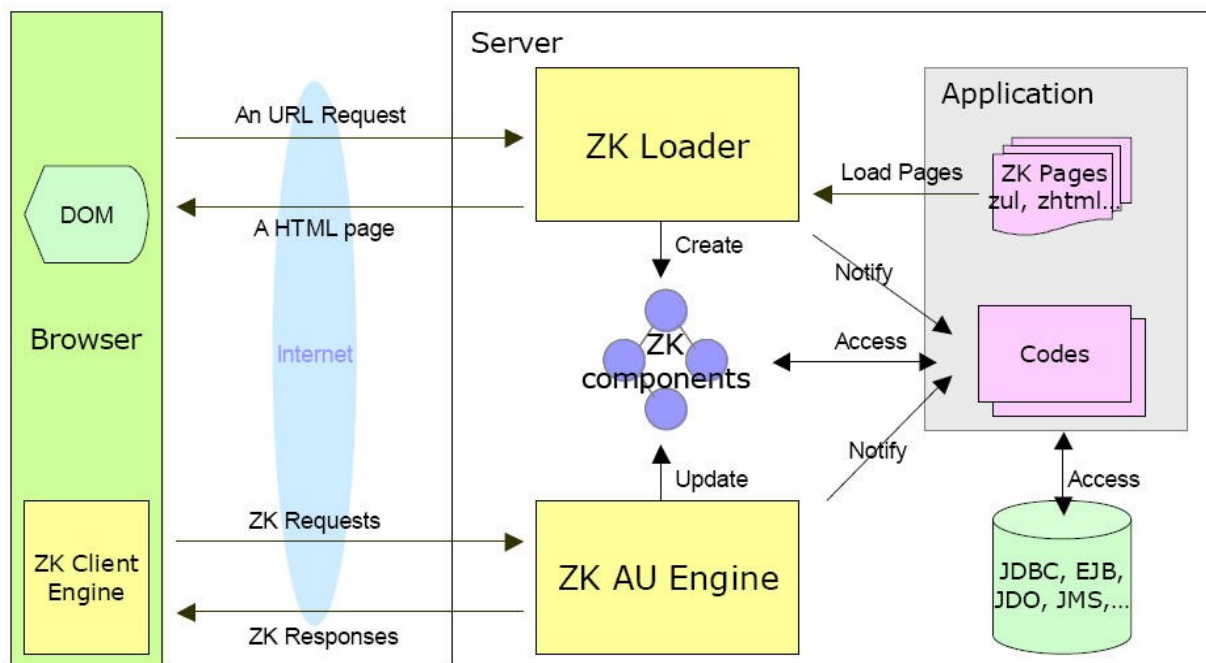 Server
Application
An URL Request
ZK Loader
ZK Pages
zul, zhtml...
Load Pages
DOM
A HTML page
Create
Notify
Browser
Internet
ZK
components
Access
Codes
Notify
Update
Access
ZK Requests
ZK Client
Engine
ZK AU Engine
JDBC, EJB,
JDO, JMS,...
ZK Responses